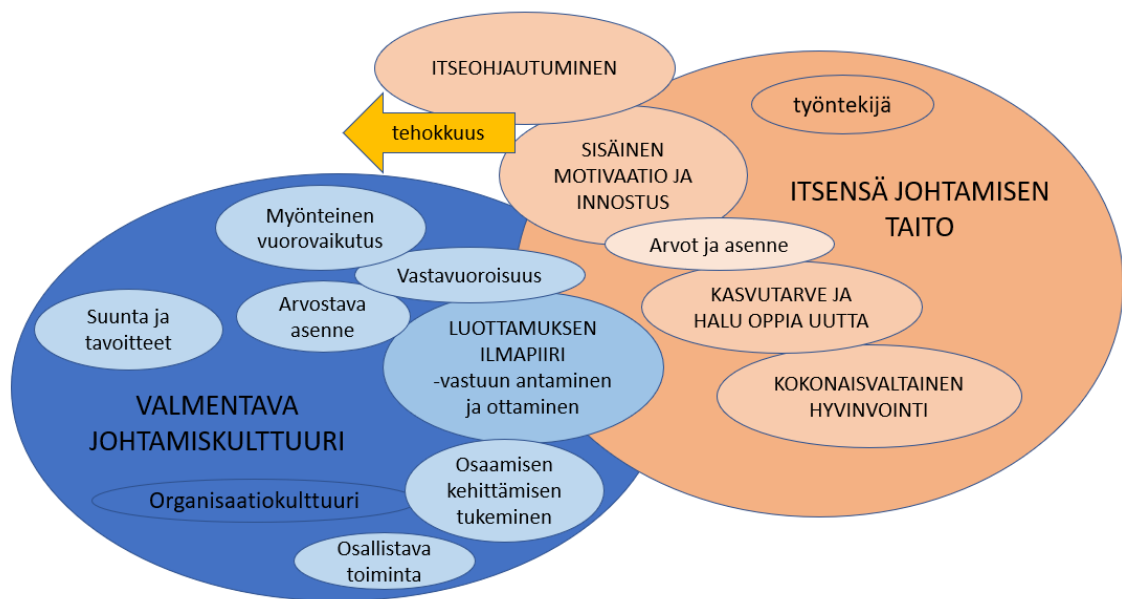 ITSEOHJAUTUMINEN
työntekijä
tehokkuus
SISÄINEN
MOTIVAATIO JA
INNOSTUS
ITSENSÄ JOHTAMISEN
TAITO
Myönteinen
vuorovaikutus
Arvot ja asenne
Vastavuoroisuus
KASVUTARVE JA
HALU OPPIA UUTTA
Suunta ja
tavoitteet
Arvostava
asenne
LUOTTAMUKSEN
ILMAPIIRI
-vastuun antaminen
ja ottaminen
KOKONAISVALTAINEN
HYVINVOINTI
VALMENTAVA
JOHTAMISKULTTUURI
Organisaatiokulttuuri
Osaamisen
kehittämisen
tukeminen
Osallistava
toiminta